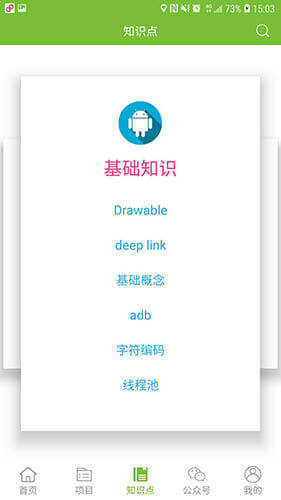 4G 73% 15:03
知识点
基础知识
Drawable
deep link
基础概念
adb
字符编码
线程池
首页 项目 知识点 公众号 我的